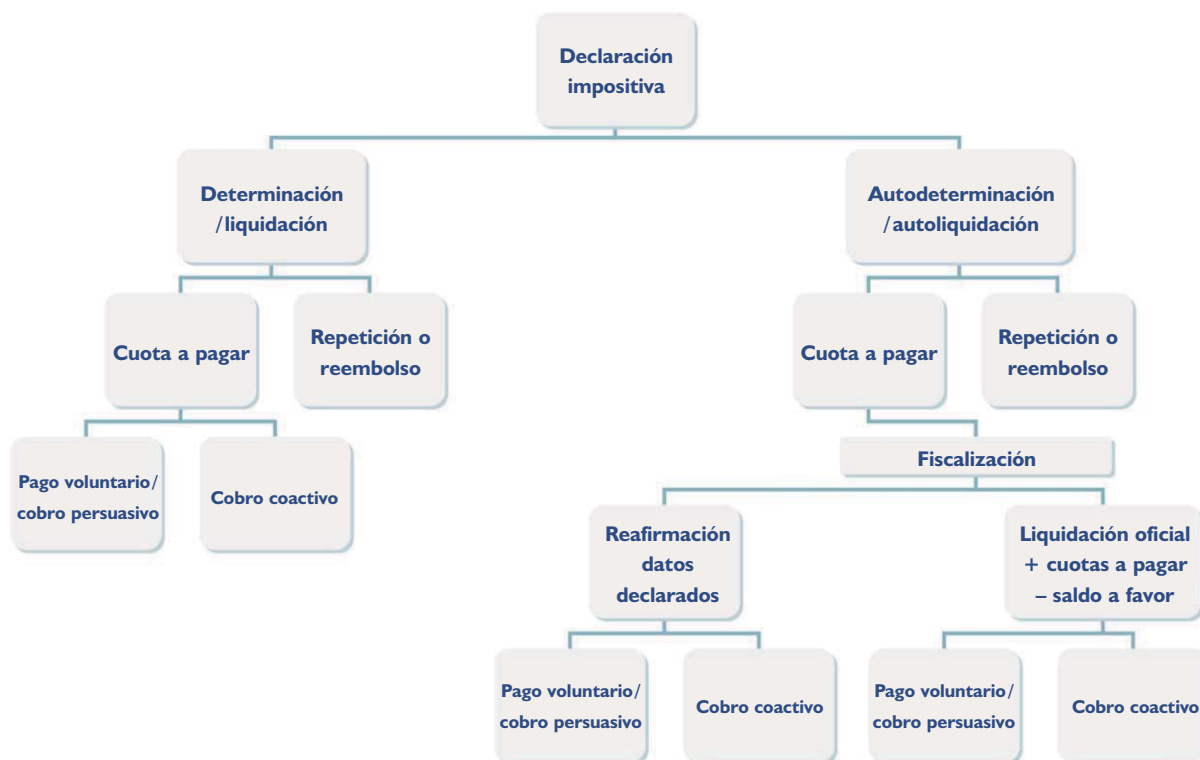 Declaración
impositiva
Determinación
/liquidación
Autodeterminación
/autoliquidación
Cuota a pagar
Repetición o
reembolso
Cuota a pagar
Repetición o
reembolso
Pago voluntario/
cobro persuasivo
Cobro coactivo
Fiscalización
Reafirmación
datos
declarados
Liquidación oficial
+ cuotas a pagar
– saldo a favor
Pago voluntario/
cobro persuasivo
Cobro coactivo
Pago voluntario/
cobro persuasivo
Cobro coactivo